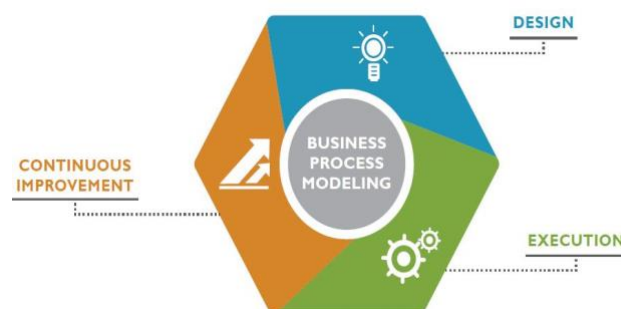 DESIGN
BUSINESS
PROCESS
MODELING
CONTINUOUS
IMPROVEMENT
EXECUTION